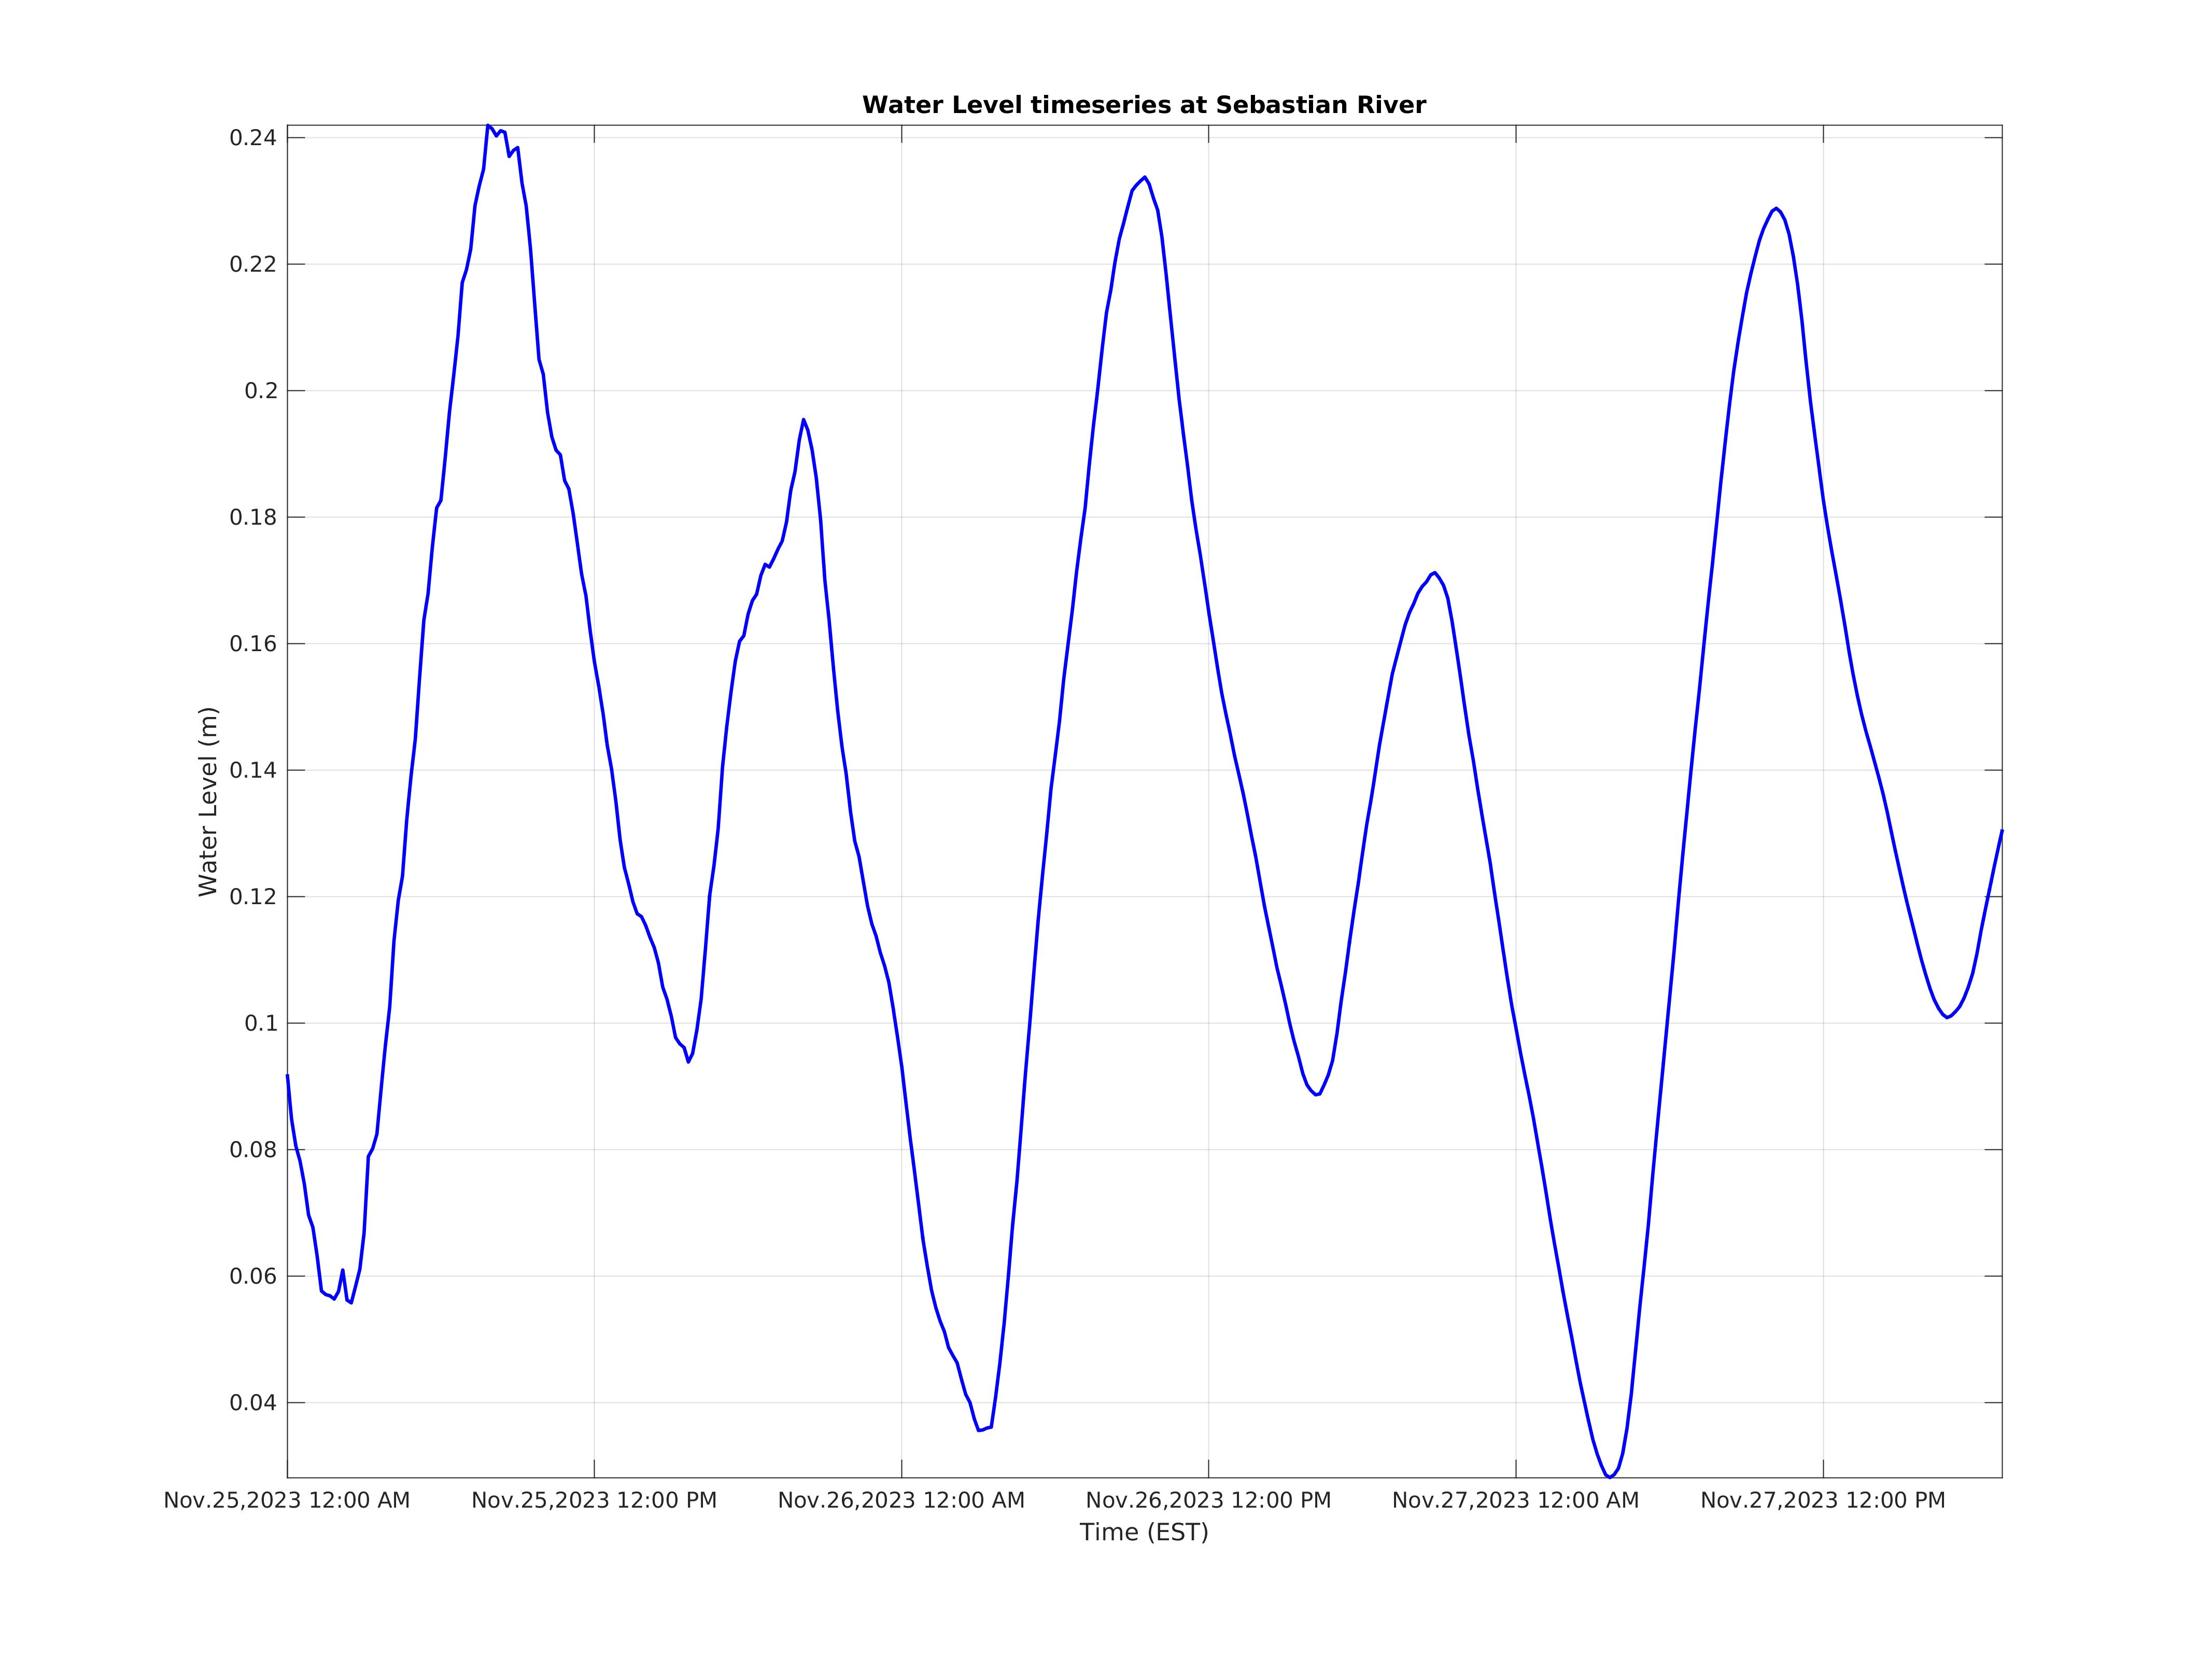 Water Level timeseries at Sebastian River
0.24
0.22
0.2
0.18
0.16
0.14
0.12
0.1
0.08
0.06
0.04
Water Level (m)
Nov.25,2023 12:00 AM
Nov.25,2023 12:00 PM
Nov.26,2023 12:00 AM
Nov.26,2023 12:00 PM
Nov.27,2023 12:00 AM
Nov.27,2023 12:00 PM
Time (EST)